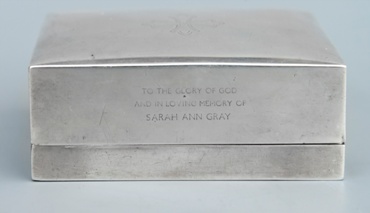 TO THE GLORY OF GOD
AND IN LOVING MEMORY OF
SARAH ANN GRAY